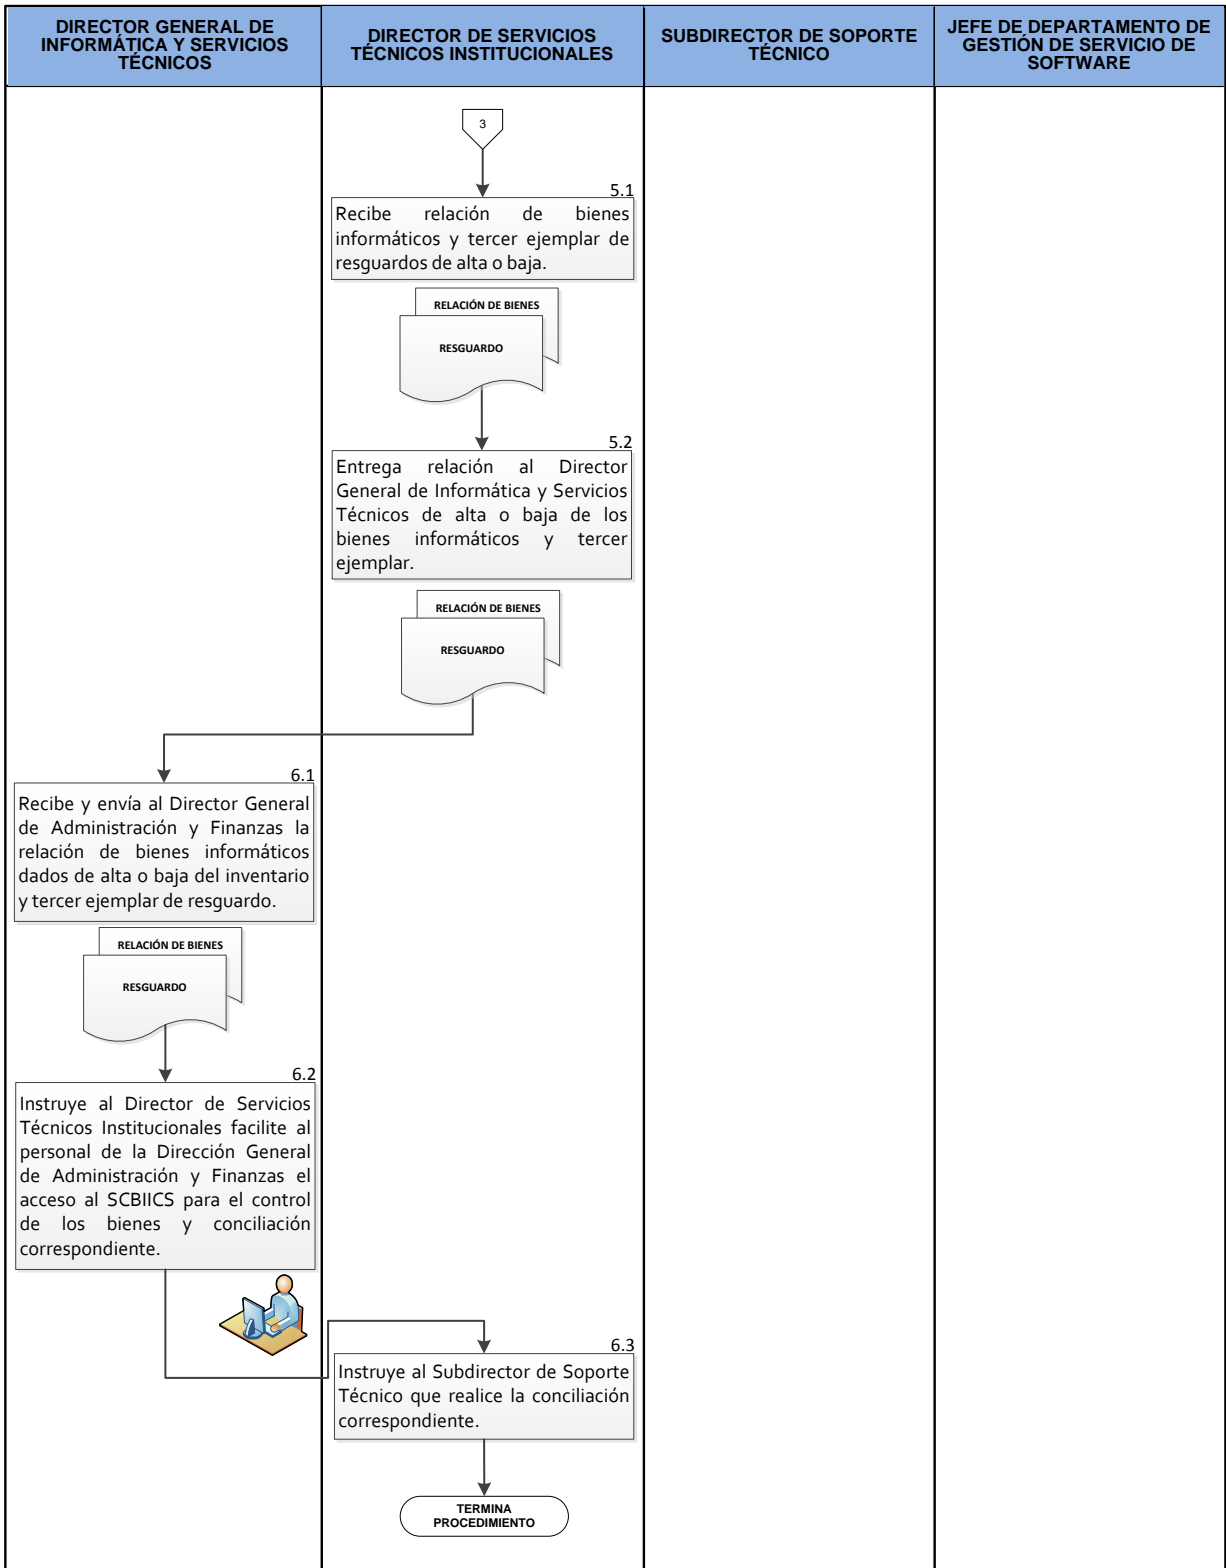 DIRECTOR GENERAL DE
INFORMÁTICA Y SERVICIOS
TÉCNICOS
DIRECTOR DE SERVICIOS
TÉCNICOS INSTITUCIONALES
SUBDIRECTOR DE SOPORTE
TÉCNICO
JEFE DE DEPARTAMENTO DE
GESTIÓN DE SERVICIO DE
SOFTWARE
3
5.1
Recibe relación de bienes
informáticos y tercer ejemplar de
resguardos de alta o baja.
RELACIÓN DE BIENES
RESGUARDO
5.2
Entrega relación al Director
General de Informática y Servicios
Técnicos de alta o baja de los
bienes informáticos y tercer
ejemplar.
RELACIÓN DE BIENES
RESGUARDO
6.1
Recibe y envía al Director General
de Administración y Finanzas la
relación de bienes informáticos
dados de alta o baja del inventario
y tercer ejemplar de resguardo.
RELACIÓN DE BIENES
RESGUARDO
6.2
Instruye al Director de Servicios
Técnicos Institucionales facilite al
personal de la Dirección General
de Administración y Finanzas el
acceso al SCBIICS para el control
de los bienes y conciliación
correspondiente.
6.3
Instruye al Subdirector de Soporte
Técnico que realice la conciliación
correspondiente.
TERMINA
PROCEDIMIENTO